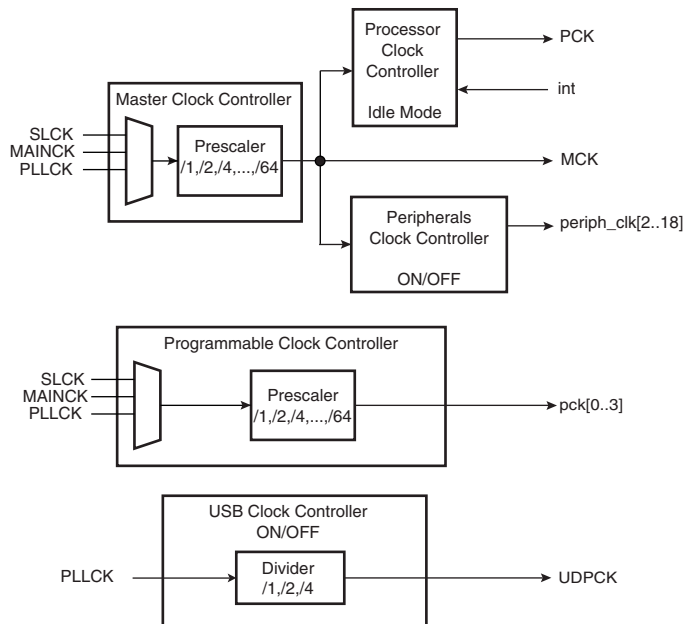 Processor
Clock
Controller
Idle Mode
PCK
int
Master Clock Controller
SLCK
MAINCK
PLLCK
Prescaler
/1,/2,/4,...,/64
MCK
Peripherals
Clock Controller
ON/OFF
periph_clk[2..18]
Programmable Clock Controller
SLCK
MAINCK
PLLCK
Prescaler
/1,/2,/4,...,/64
pck[0..3]
USB Clock Controller
ON/OFF
PLLCK
Divider
/1,/2,/4
UDPCK